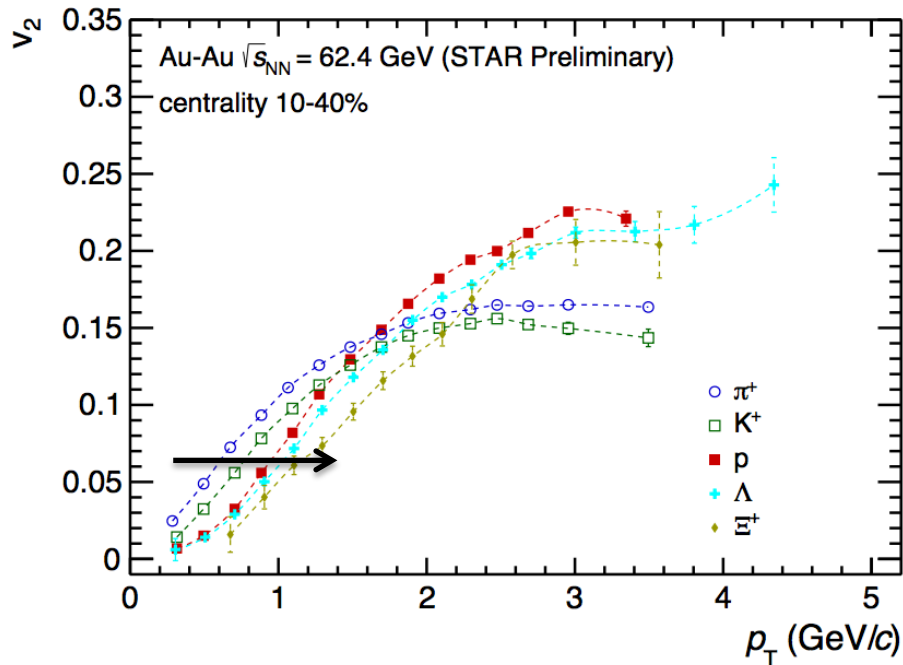 v₂
0.35
0.3
0.25
0.2
0.15
0.1
0.05
0
Au-Au √sNN = 62.4 GeV (STAR Preliminary)
centrality 10-40%
π⁺
K⁺
p
Λ
Ξ⁺
0 1 2 3 4 5
pT (GeV/c)